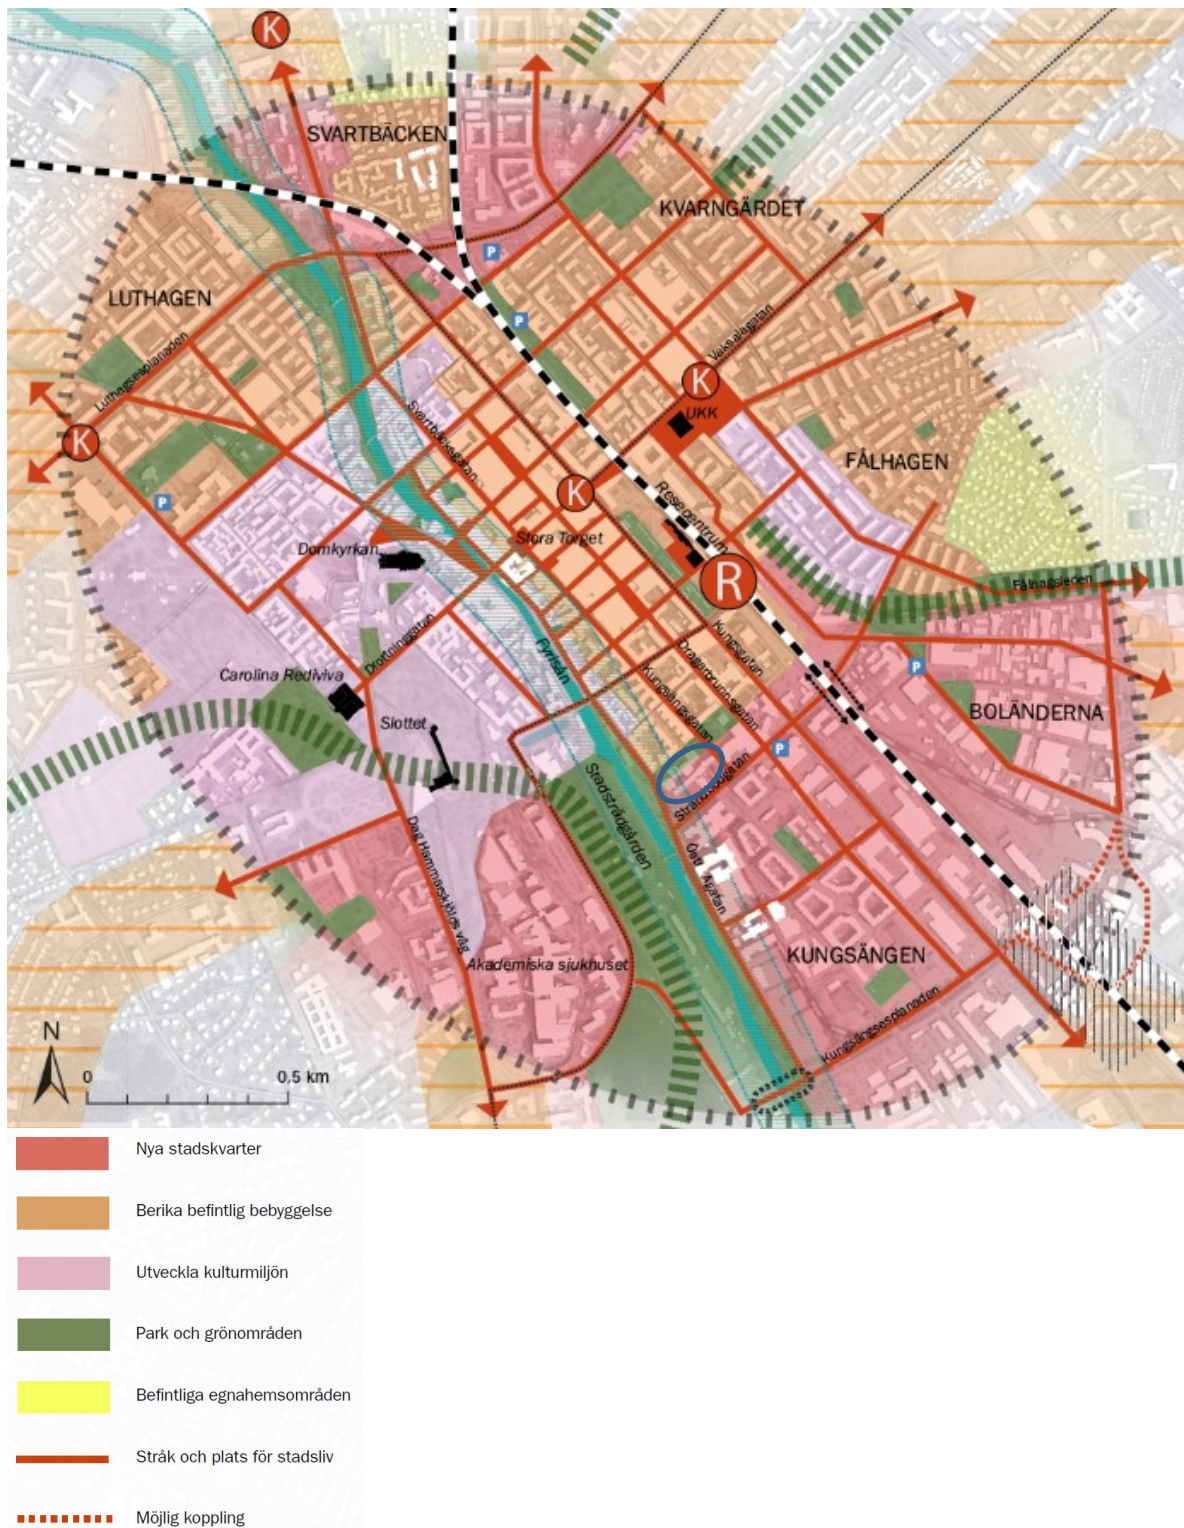 K
SVARTBÄCKEN
KVARNGÄRDET
P
LUTHAGEN
P
Luthagsesplanaden
Vaksalagatan
K
UKK
K
Svartbäcksgatan
FÅLHAGEN
P
K
Resecentrum
Stora Torget
Domkyrkan
R
Fålhagsleden
Drottninggatan
Kungsgatan
Fyrisån
Dragarbrunnsgatan
P
Carolina Rediviva
Kungsängsgatan
Slottet
BOLÄNDERNA
P
Strandbodgatan
Stadsträdgården
Dag Hammarskjölds väg
Östra Ågatan
Akademiska sjukhuset
KUNGSÄNGEN
Kungsängsesplanaden
N
0
0,5 km
Nya stadskvarter
Berika befintlig bebyggelse
Utveckla kulturmiljön
Park och grönområden
Befintliga egnahemsområden
Stråk och plats för stadsliv
Möjlig koppling